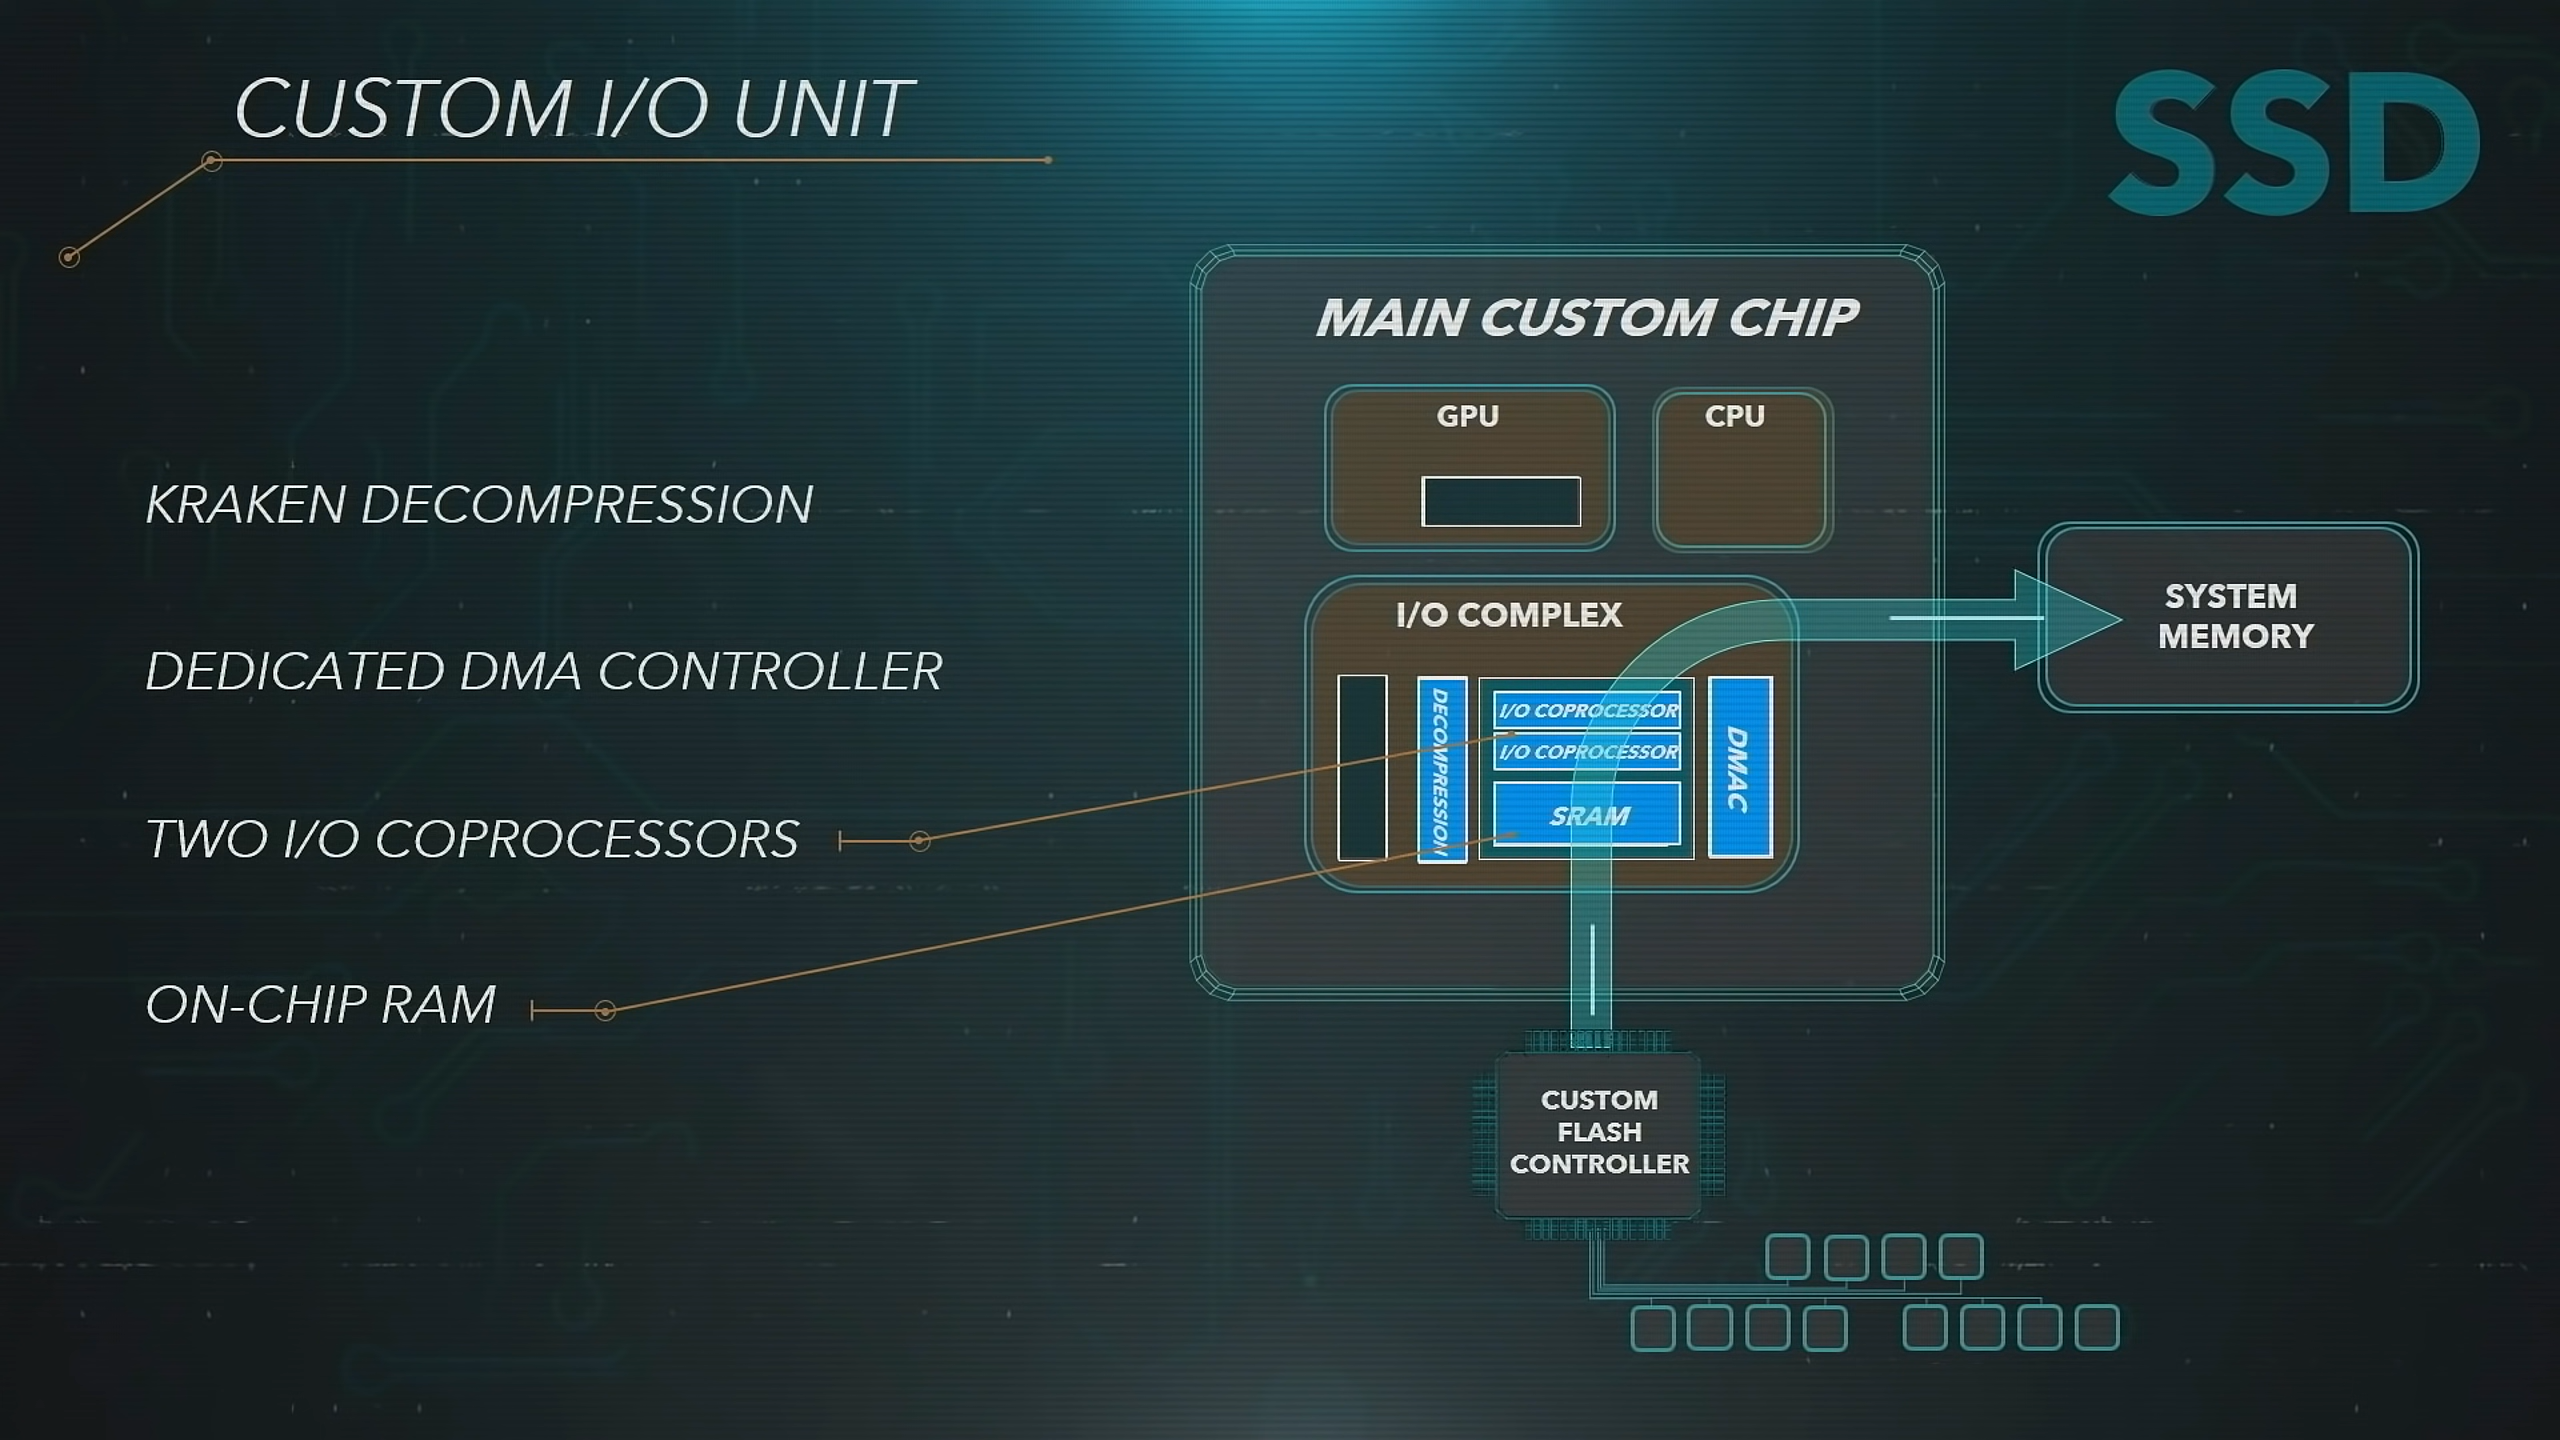 CUSTOM I/O UNIT
SSD
KRAKEN DECOMPRESSION
DEDICATED DMA CONTROLLER
TWO I/O COPROCESSORS
ON-CHIP RAM
MAIN CUSTOM CHIP
GPU
CPU
I/O COMPLEX
DECOMPRESSION
I/O COPROCESSOR
I/O COPROCESSOR
SRAM
DMAC
SYSTEM
MEMORY
CUSTOM
FLASH
CONTROLLER